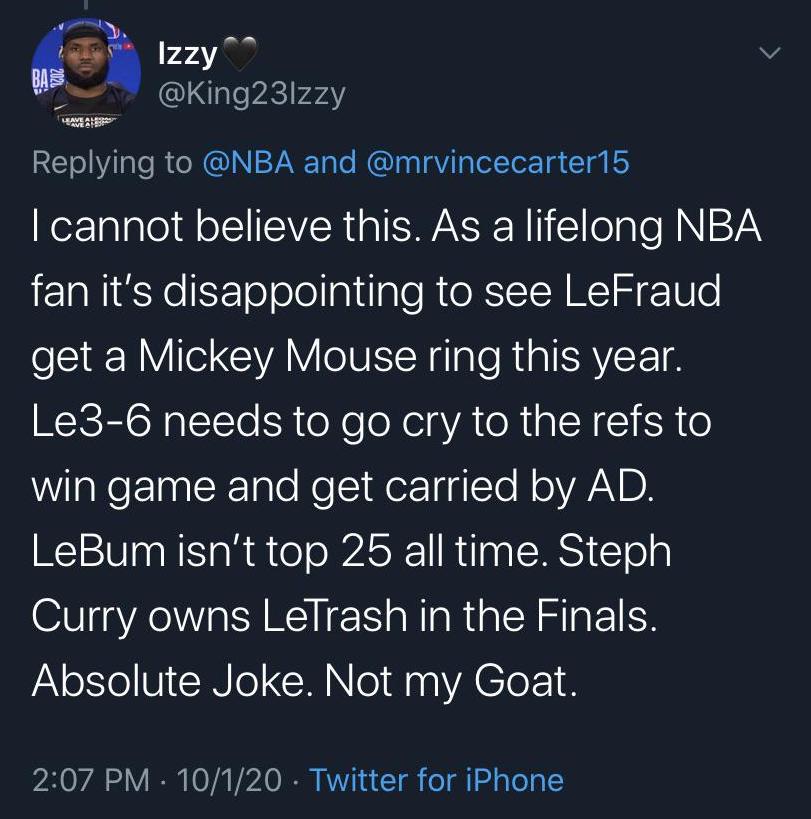 Izzy🖤
@King23Izzy
Replying to @NBA and @mrvincecarter15
I cannot believe this. As a lifelong NBA
fan it's disappointing to see LeFraud
get a Mickey Mouse ring this year.
Le3-6 needs to go cry to the refs to
win game and get carried by AD.
LeBum isn't top 25 all time. Steph
Curry owns LeTrash in the Finals.
Absolute Joke. Not my Goat.
2:07 PM · 10/1/20 · Twitter for iPhone